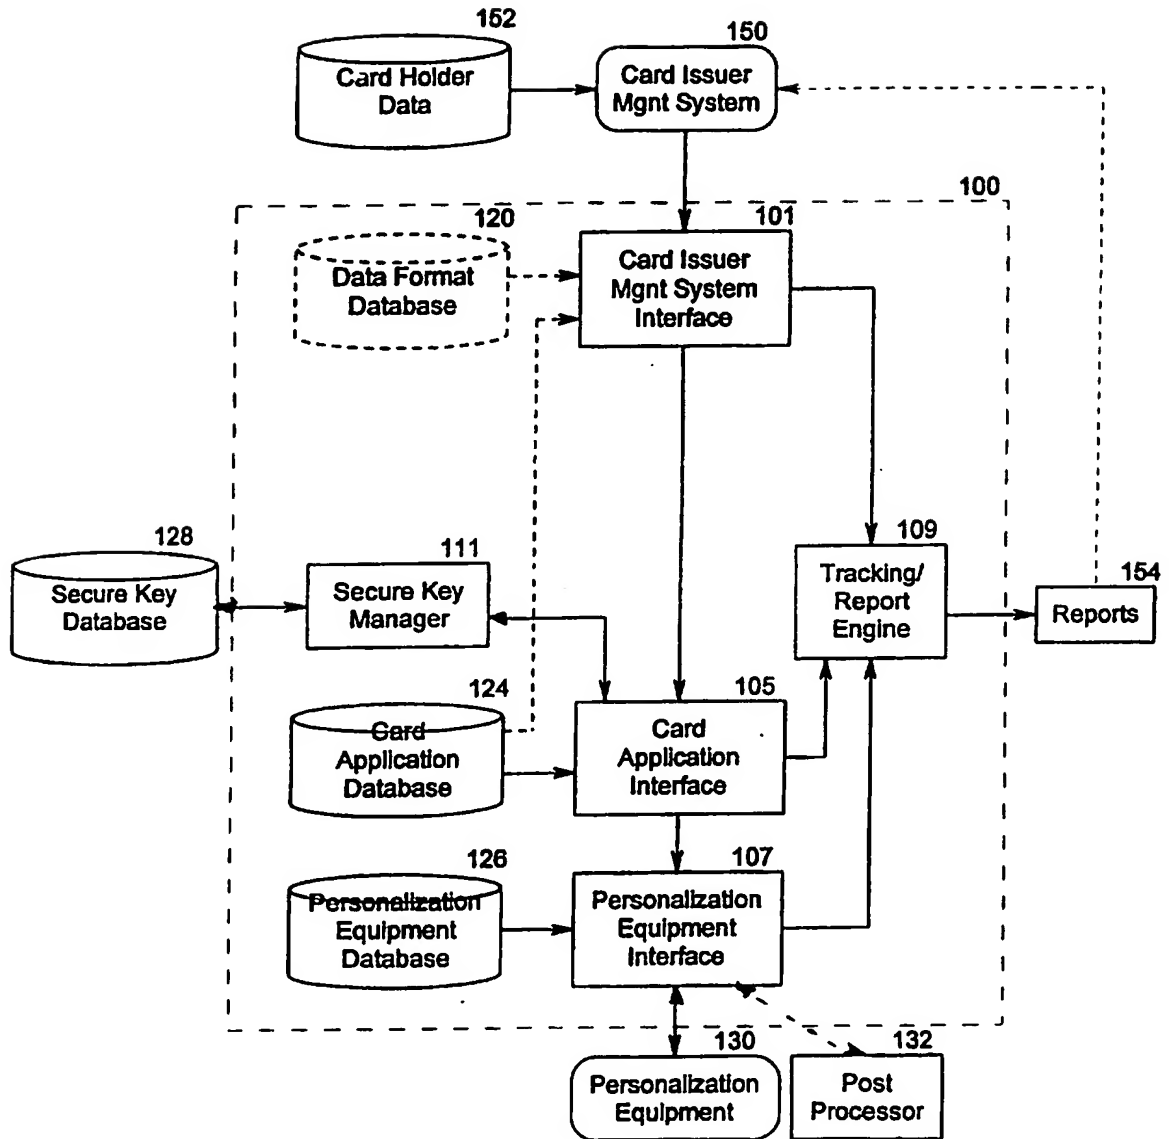 152
Card Holder
Data
150
Card Issuer
Mgnt System
100
120
Data Format
Database
101
Card Issuer
Mgnt System
Interface
128
Secure Key
Database
111
Secure Key
Manager
109
Tracking/
Report
Engine
154
Reports
124
Card
Application
Database
105
Card
Application
Interface
126
Personalization
Equipment
Database
107
Personalization
Equipment
Interface
130
Personalization
Equipment
132
Post
Processor